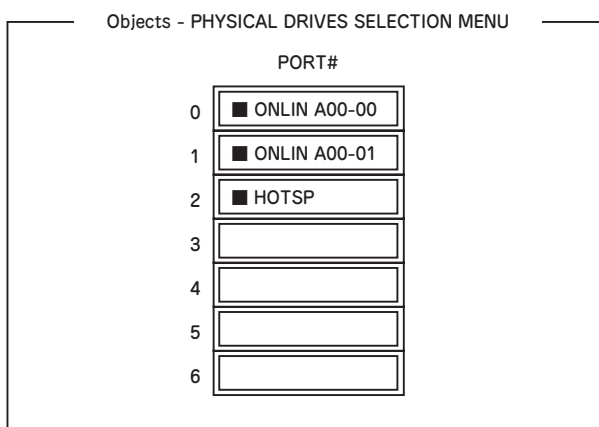 Objects - PHYSICAL DRIVES SELECTION MENU
PORT#
0 ■ ONLIN A00-00
1 ■ ONLIN A00-01
2 ■ HOTSP
3
4
5
6